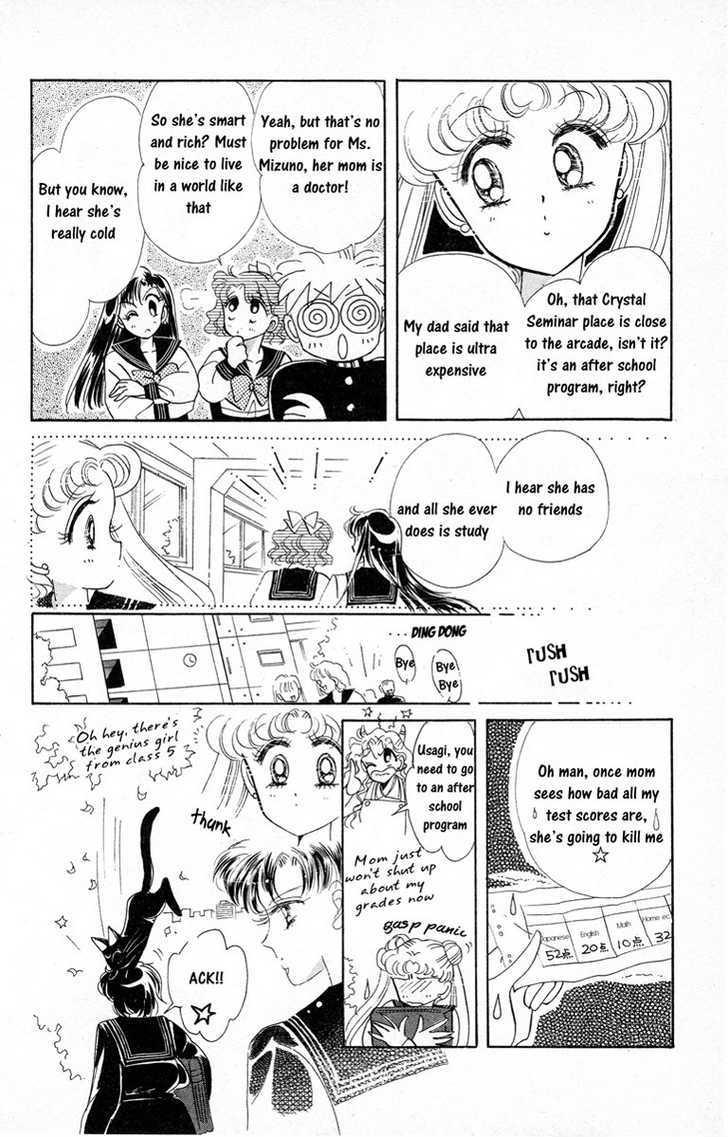 Oh, that Crystal
Seminar place is close
to the arcade, isn't it?
it's an after school
program, right?
My dad said that
place is ultra
expensive
Yeah, but that's no
problem for Ms.
Mizuno, her mom is
a doctor!
So she's smart
and rich? Must
be nice to live
in a world like
that
But you know,
I hear she's
really cold
I hear she has
no friends
and all she ever
does is study
... DING DONG
Bye
Bye
Bye
TUSH
TUSH
Oh man, once mom
sees how bad all my
test scores are,
she's going to kill me
☆
Japanese
English
Math
Home ec
52点
20点
10点
32
Usagi, you
need to go
to an after
school
program
Mom just
won't shut up
about my
grades now
gasp panic
Oh hey, there's
the genius girl
from class 5
thunk
ACK!!